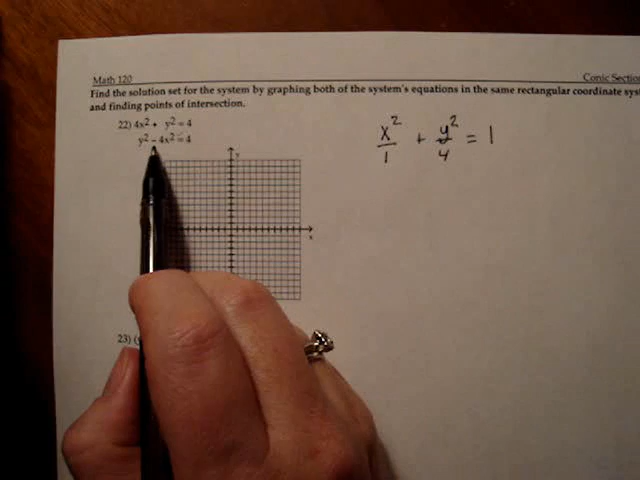 Math 120 Conic Section
Find the solution set for the system by graphing both of the system's equations in the same rectangular coordinate sys
and finding points of intersection.
22) 4x² + y² = 4
y² – 4x² = 4
x²/1 + y²/4 = 1
y
x
23) (